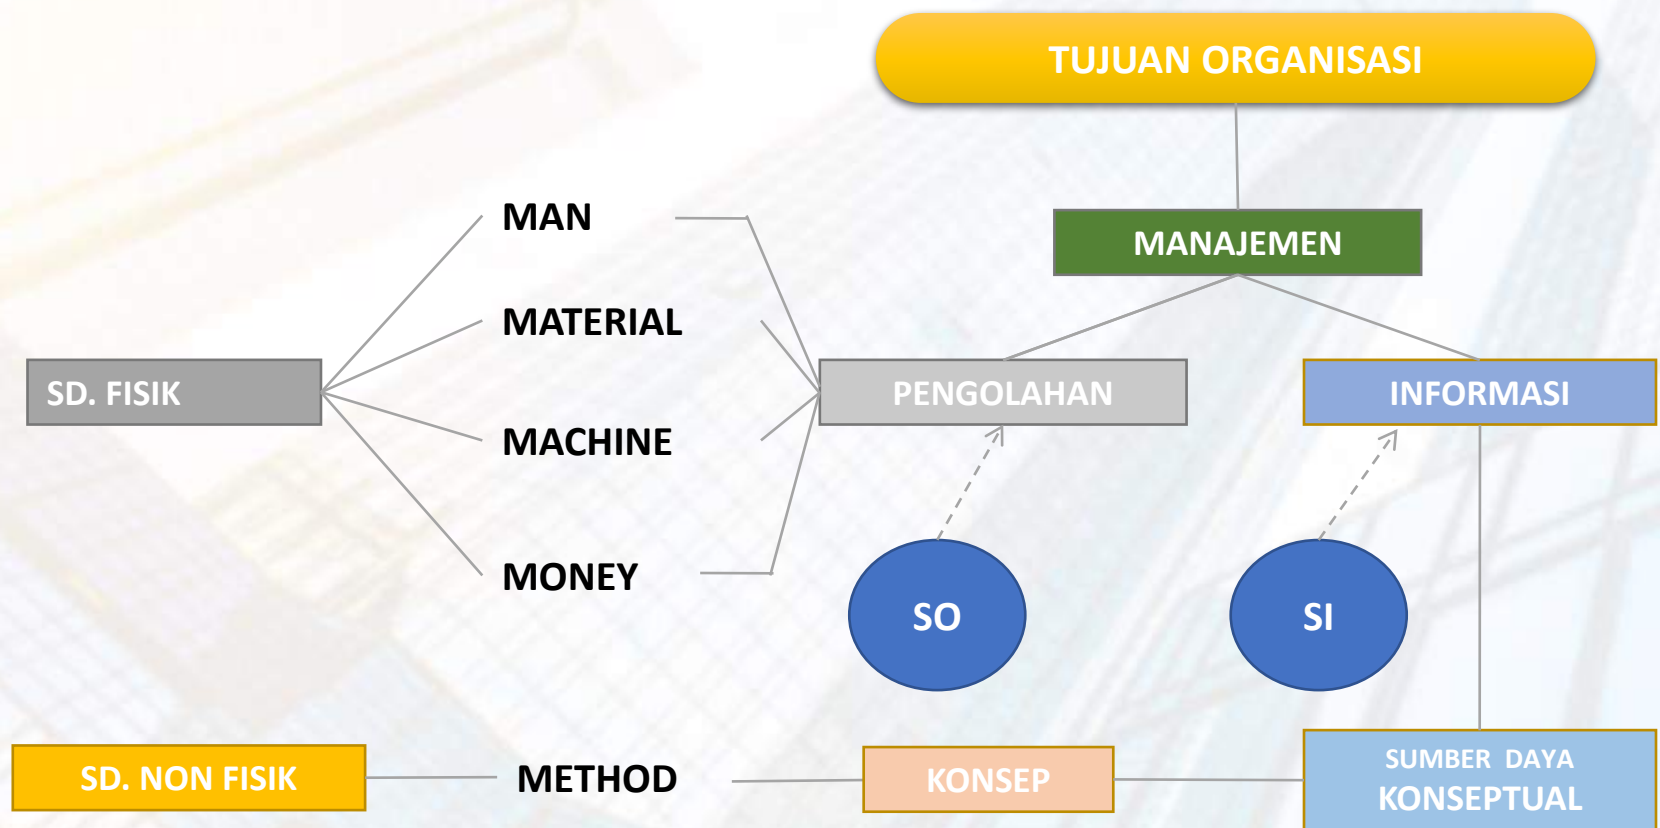 TUJUAN ORGANISASI
MAN
MANAJEMEN
MATERIAL
SD. FISIK
PENGOLAHAN
INFORMASI
MACHINE
MONEY
SO
SI
SD. NON FISIK
METHOD
KONSEP
SUMBER DAYA
KONSEPTUAL